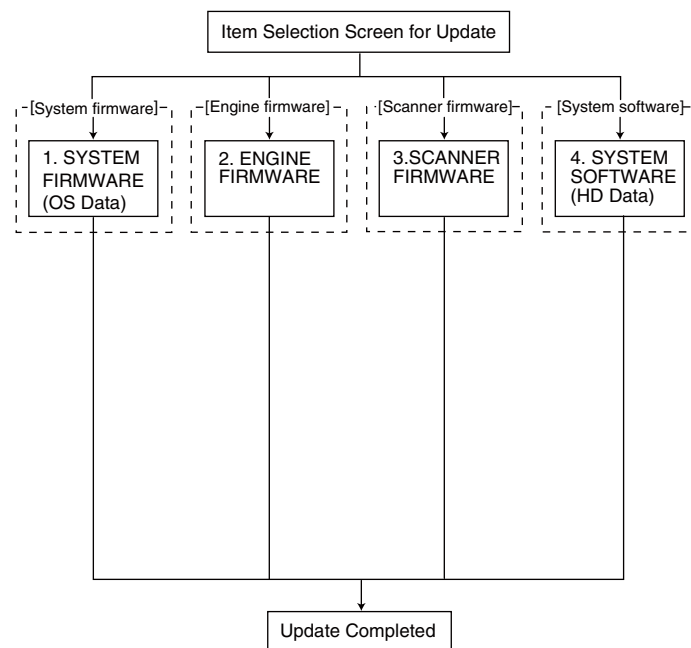 Item Selection Screen for Update
[System firmware]
[Engine firmware]
[Scanner firmware]
[System software]
1. SYSTEM
FIRMWARE
(OS Data)
2. ENGINE
FIRMWARE
3.SCANNER
FIRMWARE
4. SYSTEM
SOFTWARE
(HD Data)
Update Completed